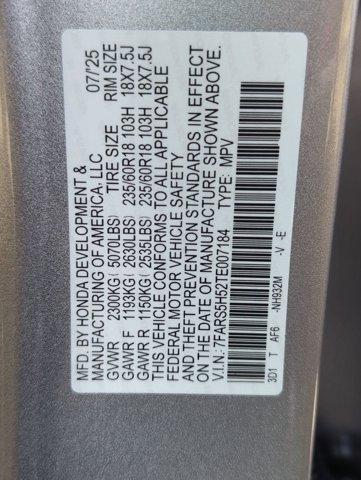 MFD. BY HONDA DEVELOPMENT & 07/'25
MANUFACTURING OF AMERICA, LLC
GVWR 2300KG( 5070LBS) TIRE SIZE RIM SIZE
GAWR F 1193KG( 2630LBS) 235/60R18 103H 18X7.5J
GAWR R 1150KG( 2535LBS) 235/60R18 103H 18X7.5J
THIS VEHICLE CONFORMS TO ALL APPLICABLE
FEDERAL MOTOR VEHICLE SAFETY
AND THEFT PREVENTION STANDARDS IN EFFECT
ON THE DATE OF MANUFACTURE SHOWN ABOVE.
V.I.N.: 7FARS5H52TE007184 TYPE: MPV
3D1 T AF6 -NH932M -V -E